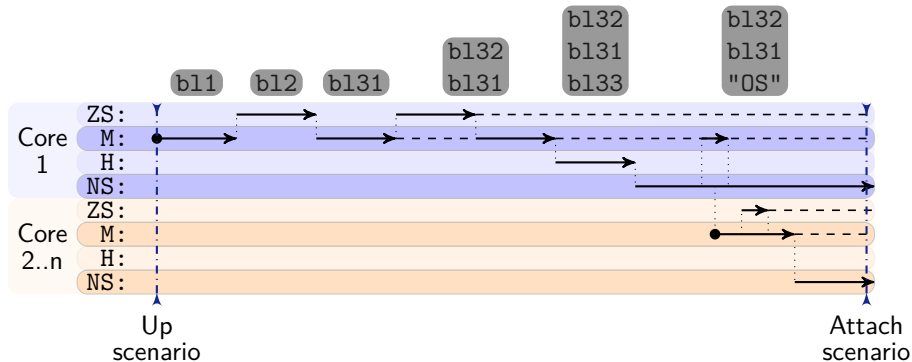 bl32
bl32
bl31
bl32
bl31
bl1
bl2
bl31
bl31
bl33
"OS"
ZS:
Core
1
M:
H:
NS:
ZS:
Core
2..n
M:
H:
NS:
Up
scenario
Attach
scenario